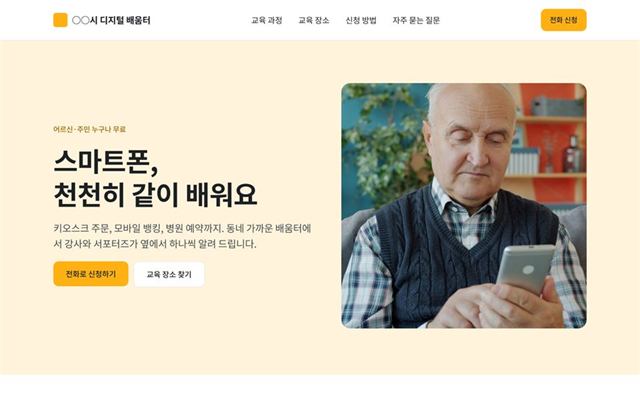 ○○시 디지털 배움터
교육 과정
교육 장소
신청 방법
자주 묻는 질문
전화 신청
어르신·주민 누구나 무료
스마트폰,
천천히 같이 배워요
키오스크 주문, 모바일 뱅킹, 병원 예약까지. 동네 가까운 배움터에
서 강사와 서포터즈가 옆에서 하나씩 알려 드립니다.
전화로 신청하기
교육 장소 찾기